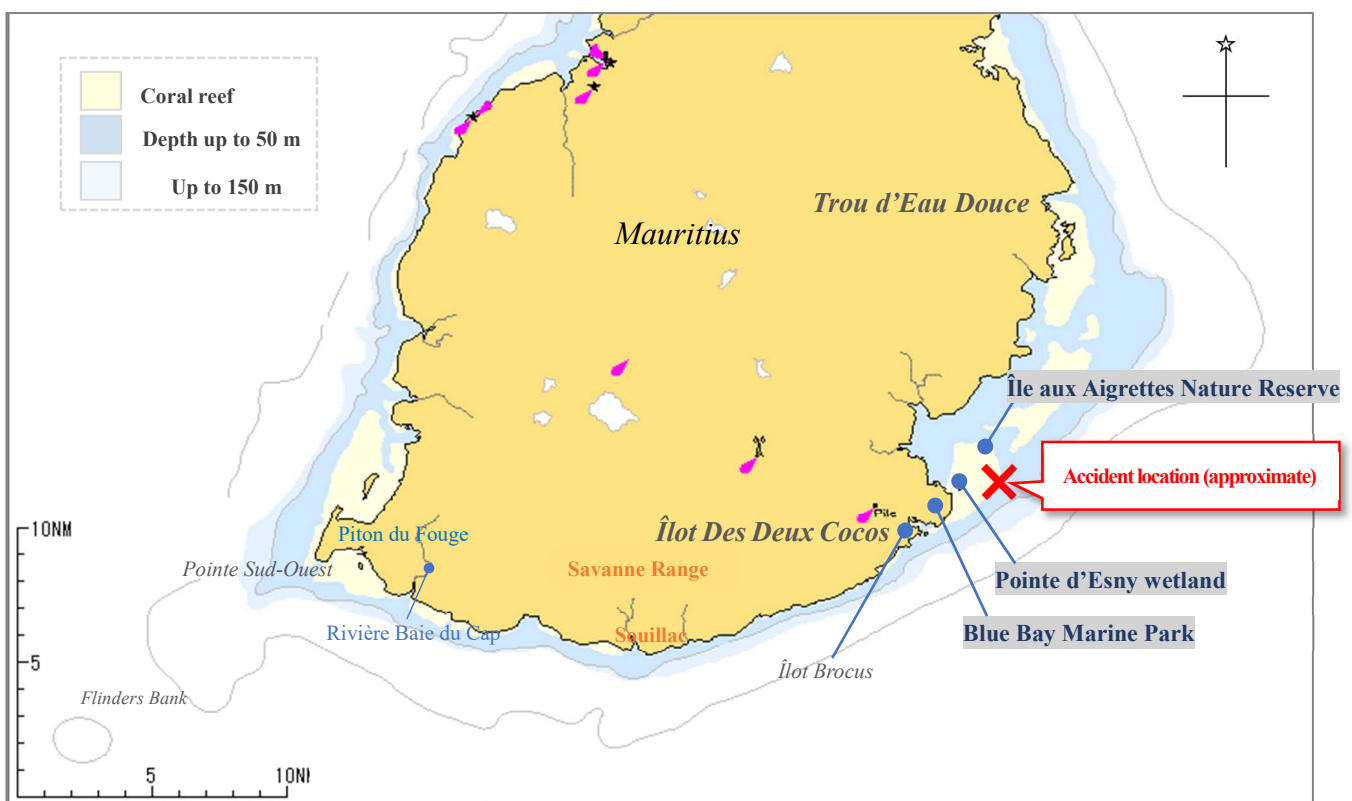 Coral reef
Depth up to 50 m
Up to 150 m
Trou d'Eau Douce
Mauritius
Île aux Aigrettes Nature Reserve
Accident location (approximate)
Pile
Îlot Des Deux Cocos
10NM
Piton du Fouge
Pointe Sud-Ouest
Savanne Range
Pointe d'Esny wetland
Rivière Baie du Cap
Souillac
Blue Bay Marine Park
5
Îlot Brocus
Flinders Bank
5